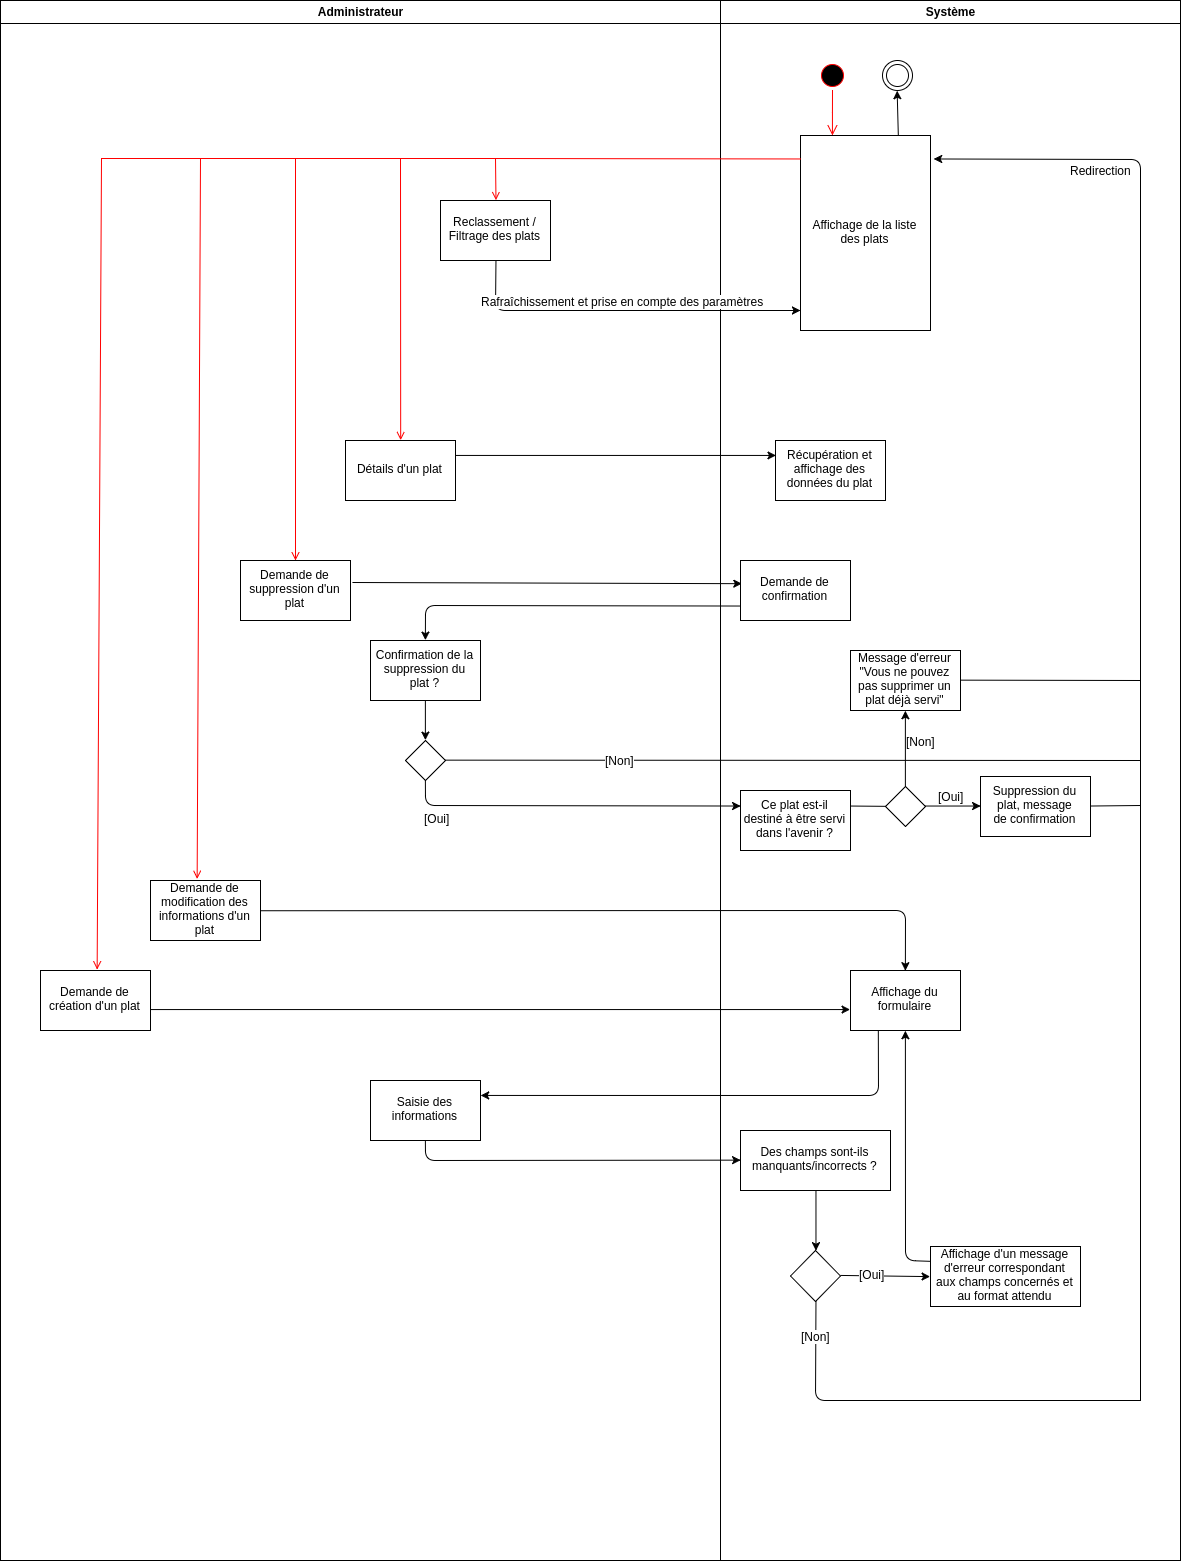 Administrateur
Système
Redirection
Affichage de la liste
des plats
Reclassement /
Filtrage des plats
Rafraîchissement et prise en compte des paramètres
Détails d'un plat
Récupération et
affichage des
données du plat
Demande de
suppression d'un
plat
Demande de
confirmation
Confirmation de la
suppression du
plat ?
Message d'erreur
"Vous ne pouvez
pas supprimer un
plat déjà servi"
[Non]
[Non]
[Oui]
Ce plat est-il
destiné à être servi
dans l'avenir ?
[Oui]
Suppression du
plat, message
de confirmation
Demande de
modification des
informations d'un
plat
Demande de
création d'un plat
Affichage du
formulaire
Saisie des
informations
Des champs sont-ils
manquants/incorrects ?
[Oui]
Affichage d'un message
d'erreur correspondant
aux champs concernés et
au format attendu
[Non]